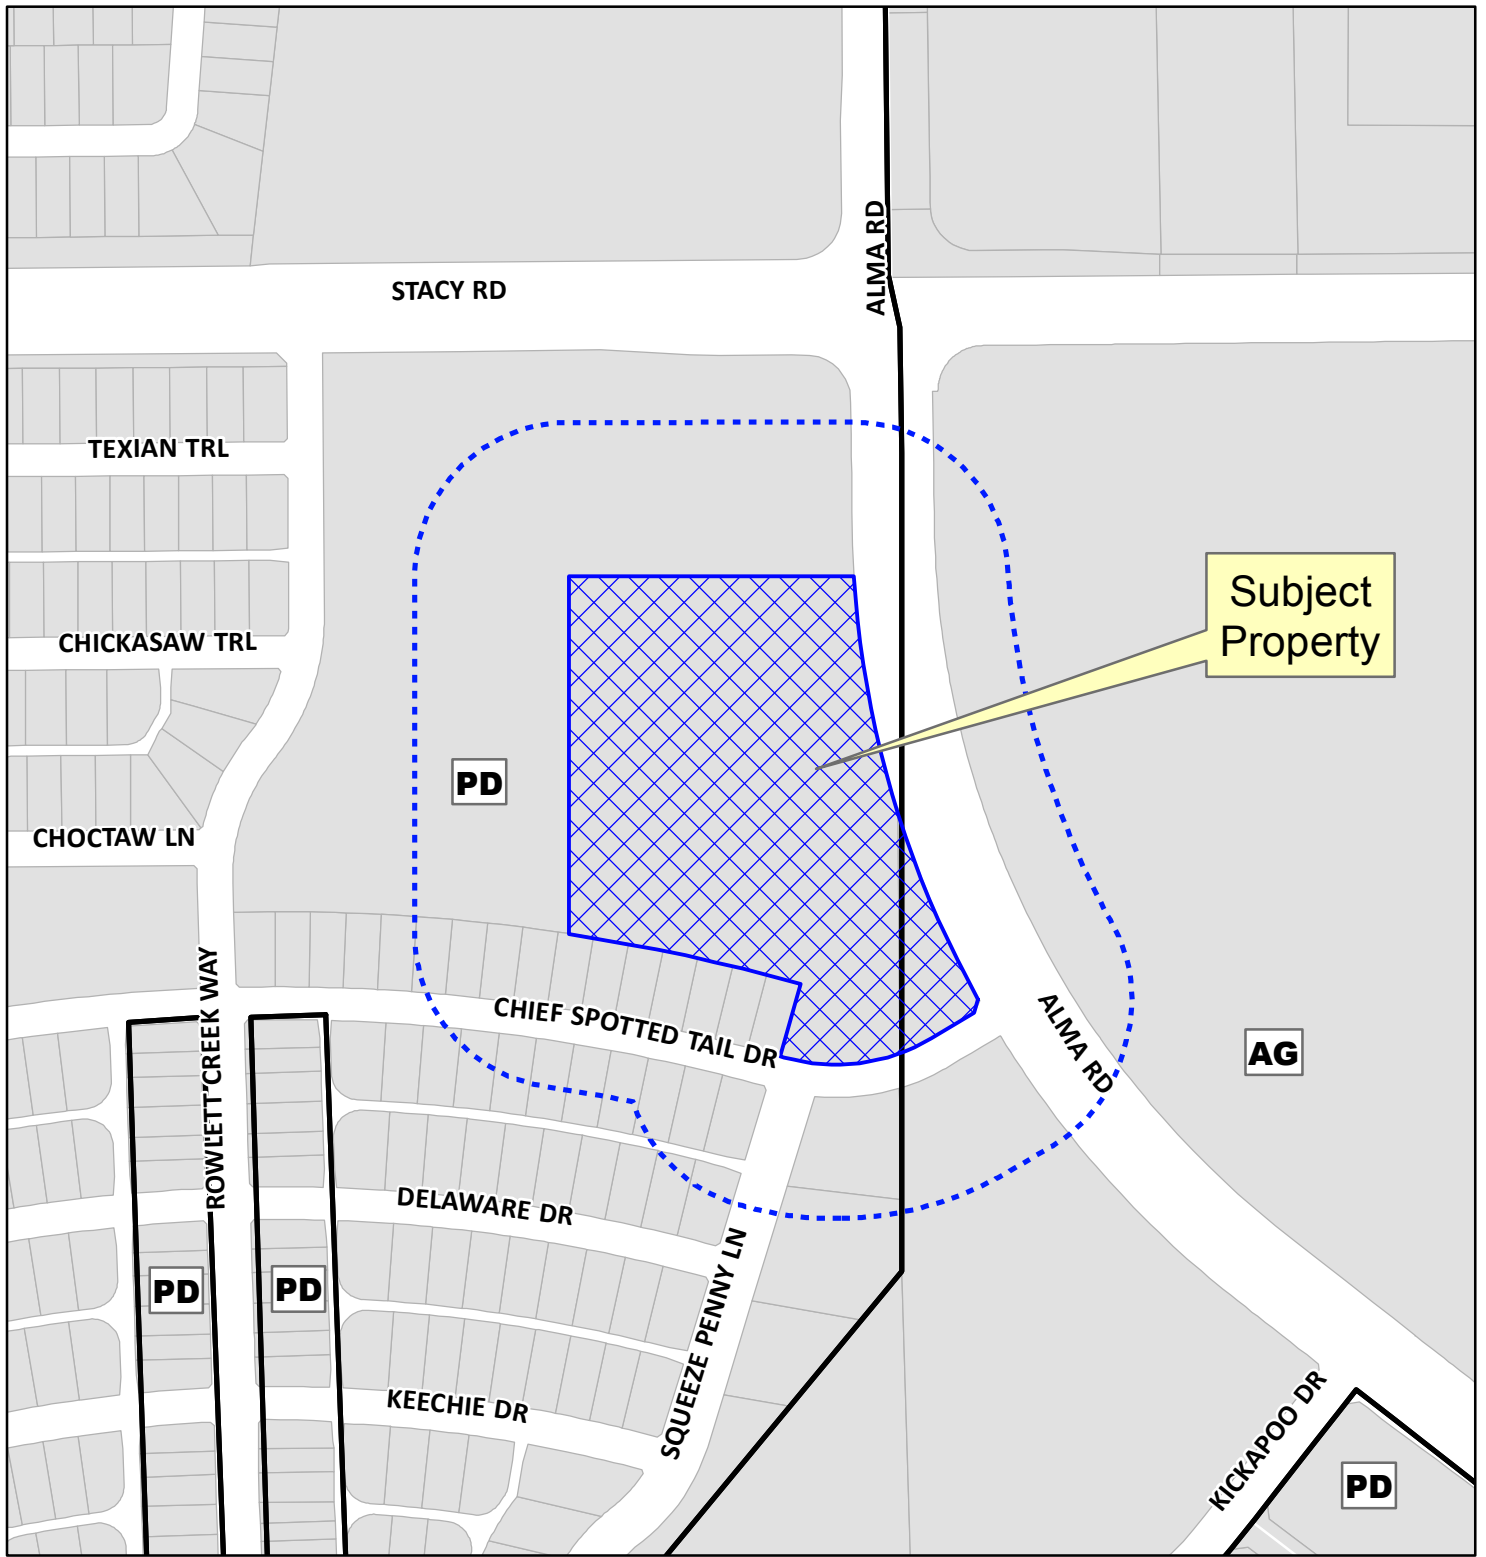 ALMA RD
STACY RD
TEXIAN TRL
Subject
Property
CHICKASAW TRL
PD
CHOCTAW LN
ROWLETT CREEK WAY
CHIEF SPOTTED TAIL DR
ALMA RD
AG
DELAWARE DR
PD
PD
SQUEEZE PENNY LN
KEECHIE DR
KICKAPOO DR
PD